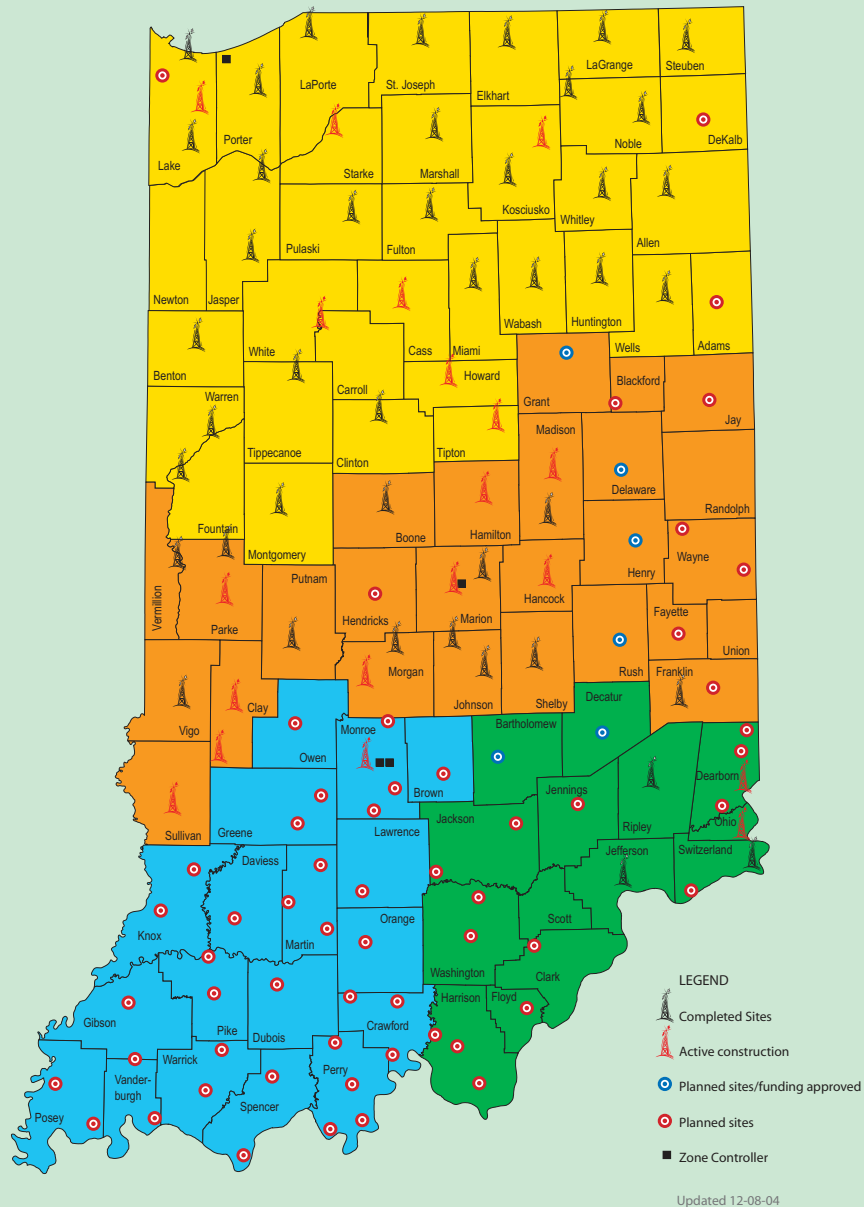 LaGrange
Steuben
LaPorte
St. Joseph
Elkhart
Porter
Noble
DeKalb
Lake
Starke
Marshall
Kosciusko
Whitley
Allen
Pulaski
Fulton
Newton
Jasper
Wabash
Huntington
White
Cass
Miami
Wells
Adams
Benton
Carroll
Howard
Grant
Blackford
Warren
Jay
Tippecanoe
Clinton
Tipton
Madison
Delaware
Randolph
Fountain
Montgomery
Boone
Hamilton
Henry
Wayne
Vermillion
Putnam
Hendricks
Marion
Hancock
Fayette
Parke
Union
Rush
Franklin
Morgan
Johnson
Shelby
Decatur
Clay
Vigo
Monroe
Bartholomew
Owen
Brown
Dearborn
Jennings
Sullivan
Greene
Lawrence
Jackson
Ripley
Ohio
Daviess
Jefferson
Switzerland
Knox
Martin
Orange
Scott
Washington
Clark
Harrison
Floyd
Gibson
Pike
Dubois
Crawford
Warrick
Perry
Vander-
burgh
Posey
Spencer
LEGEND
Completed Sites
Active construction
Planned sites/funding approved
Planned sites
Zone Controller
Updated 12-08-04